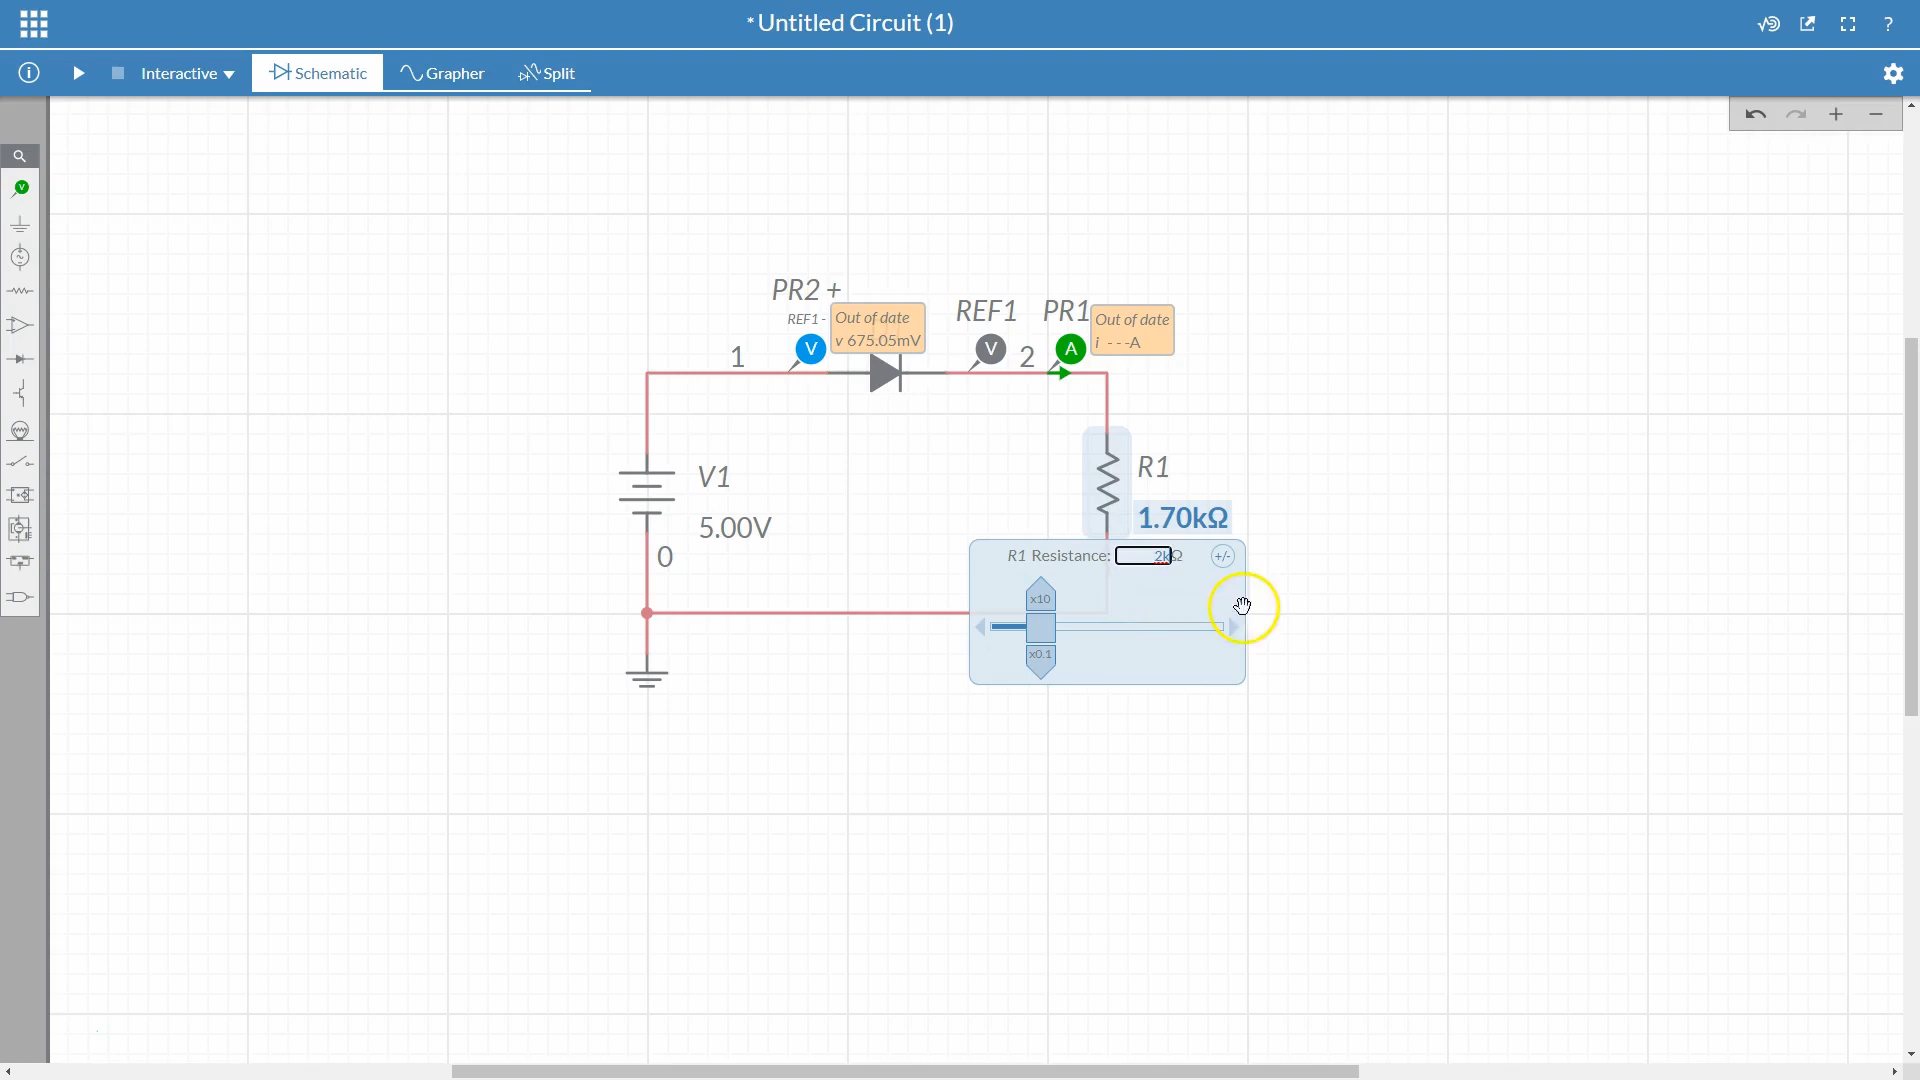 * Untitled Circuit (1)
?
i
Interactive
Schematic
Grapher
Split
V
PR2 +
REF1 -
Out of date
v 675.05mV
REF1
PR1
Out of date
i ---A
V
V
A
1
2
V1
5.00V
0
R1
1.70kΩ
R1 Resistance: 2kΩ
+/-
x10
x0.1